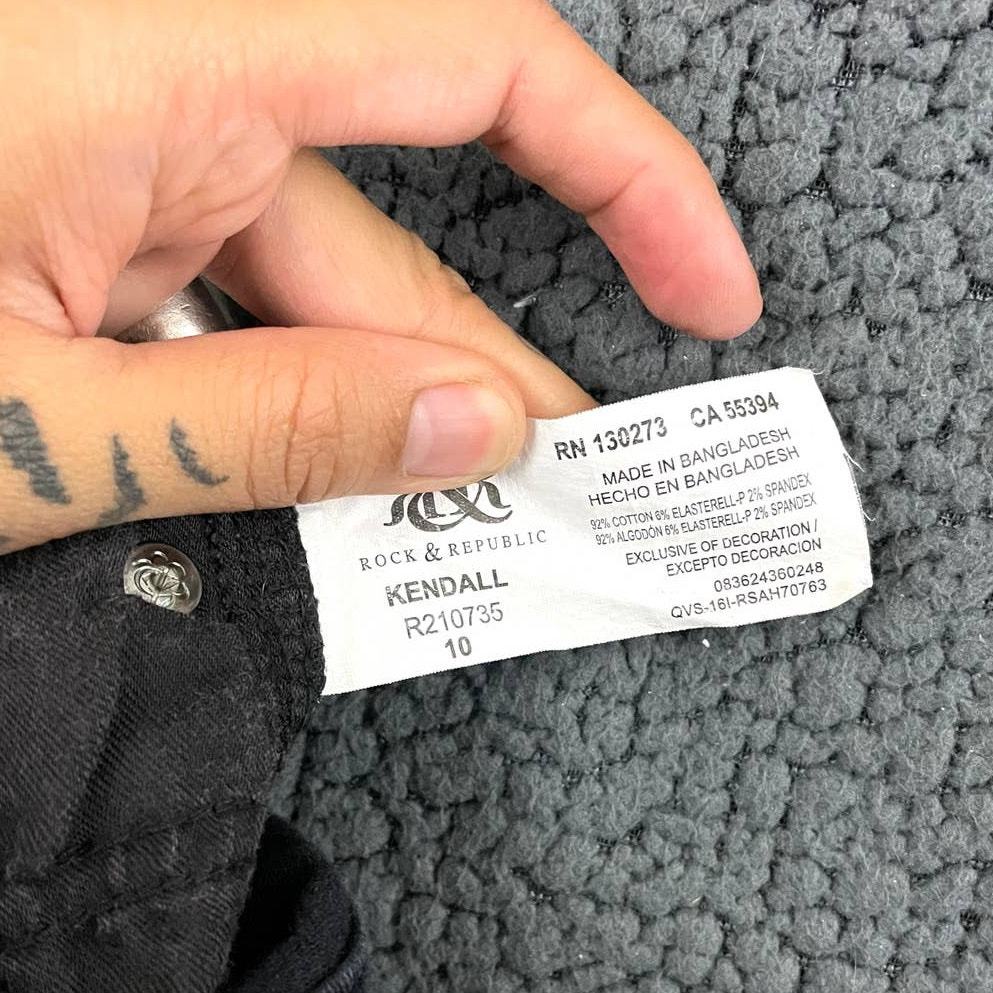 R&R
ROCK & REPUBLIC
KENDALL
R210735
10
RN 130273 CA 55394
MADE IN BANGLADESH
HECHO EN BANGLADESH
92% COTTON 6% ELASTERELL-P 2% SPANDEX
92% ALGODÓN 6% ELASTERELL-P 2% SPANDEX
EXCLUSIVE OF DECORATION /
EXCEPTO DECORACION
083624360248
QVS-16I-RSAH70763